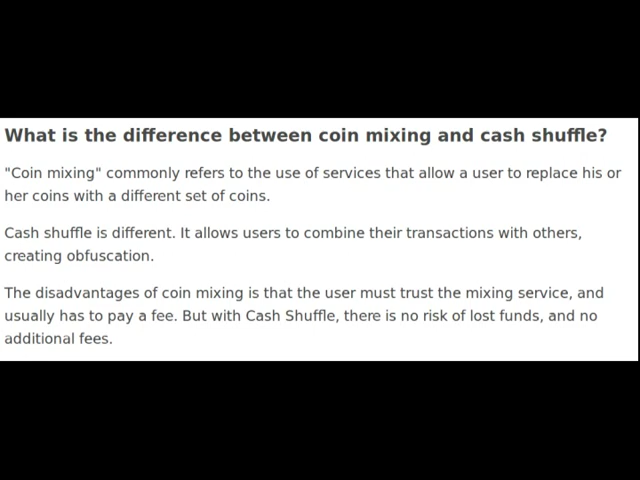 What is the difference between coin mixing and cash shuffle?
"Coin mixing" commonly refers to the use of services that allow a user to replace his or
her coins with a different set of coins.
Cash shuffle is different. It allows users to combine their transactions with others,
creating obfuscation.
The disadvantages of coin mixing is that the user must trust the mixing service, and
usually has to pay a fee. But with Cash Shuffle, there is no risk of lost funds, and no
additional fees.